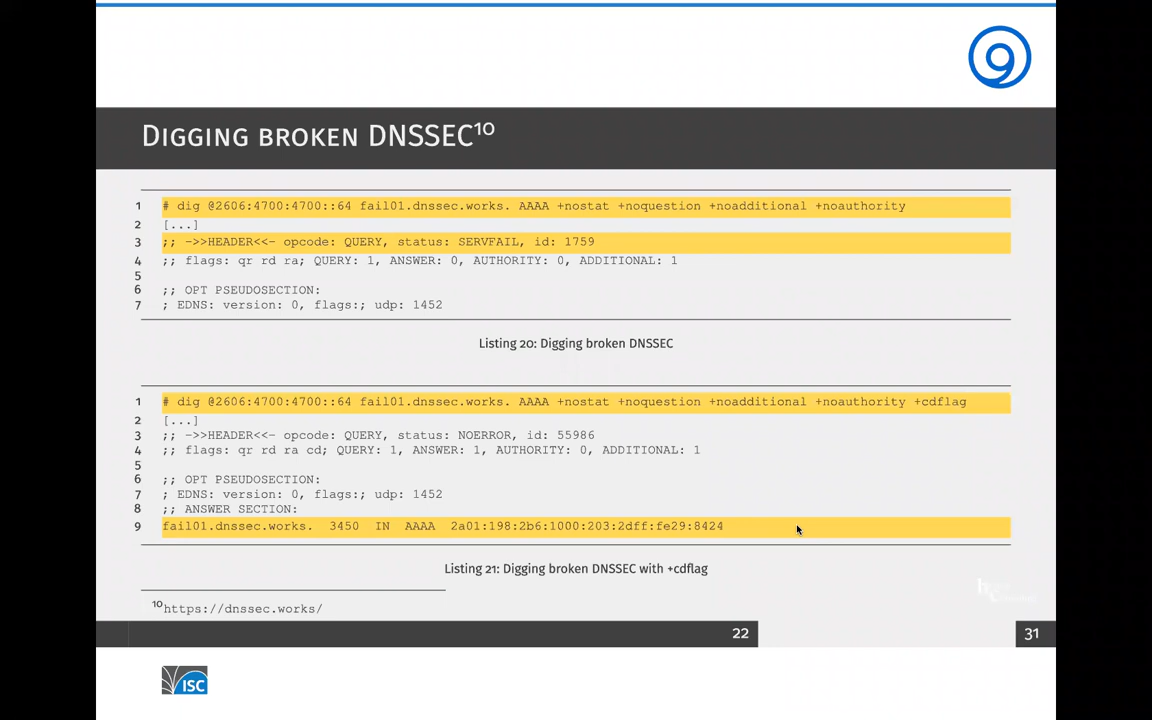 9
Digging broken DNSSEC¹⁰
1 # dig @2606:4700:4700::64 fail01.dnssec.works. AAAA +nostat +noquestion +noadditional +noauthority
2 [...]
3 ;; ->>HEADER<<- opcode: QUERY, status: SERVFAIL, id: 1759
4 ;; flags: qr rd ra; QUERY: 1, ANSWER: 0, AUTHORITY: 0, ADDITIONAL: 1
5
6 ;; OPT PSEUDOSECTION:
7 ; EDNS: version: 0, flags:; udp: 1452
Listing 20: Digging broken DNSSEC
1 # dig @2606:4700:4700::64 fail01.dnssec.works. AAAA +nostat +noquestion +noadditional +noauthority +cdflag
2 [...]
3 ;; ->>HEADER<<- opcode: QUERY, status: NOERROR, id: 55986
4 ;; flags: qr rd ra cd; QUERY: 1, ANSWER: 1, AUTHORITY: 0, ADDITIONAL: 1
5
6 ;; OPT PSEUDOSECTION:
7 ; EDNS: version: 0, flags:; udp: 1452
8 ;; ANSWER SECTION:
9 fail01.dnssec.works. 3450 IN AAAA 2a01:198:2b6:1000:203:2dff:fe29:8424
Listing 21: Digging broken DNSSEC with +cdflag
¹⁰https://dnssec.works/
22
31
ISC